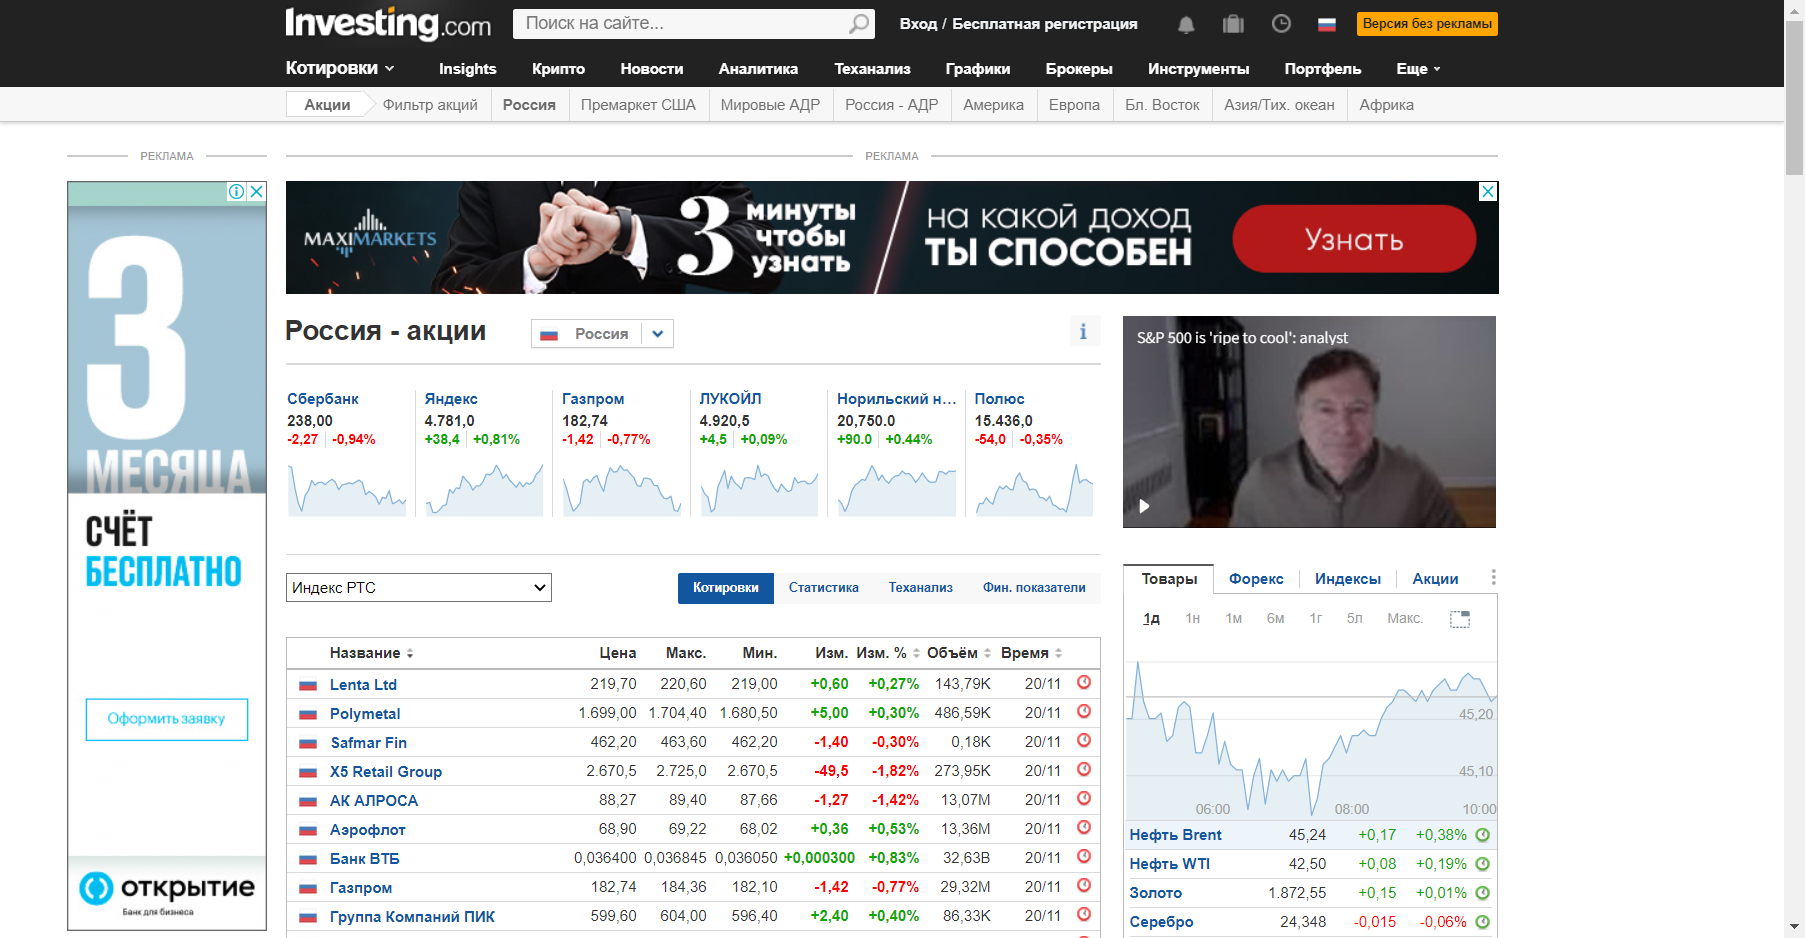 Investing.com
Поиск на сайте...
Вход / Бесплатная регистрация
Версия без рекламы
Котировки
Insights
Крипто
Новости
Аналитика
Теханализ
Графики
Брокеры
Инструменты
Портфель
Еще
Акции
Фильтр акций
Россия
Премаркет США
Мировые АДР
Россия - АДР
Америка
Европа
Бл. Восток
Азия/Тих. океан
Африка
РЕКЛАМА
РЕКЛАМА
3
МЕСЯЦА
СЧЁТ
БЕСПЛАТНО
Оформить заявку
открытие
Банк для бизнеса
MAXIMARKETS
3 минуты
чтобы
узнать
на какой доход
ты способен
Узнать
Россия - акции
Россия
i
Сбербанк
238,00
-2,27 -0,94%
Яндекс
4.781,0
+38,4 +0,81%
Газпром
182,74
-1,42 -0,77%
ЛУКОЙЛ
4.920,5
+4,5 +0,09%
Норильский н...
20,750.0
+90.0 +0.44%
Полюс
15.436,0
-54,0 -0,35%
Индекс РТС
Котировки
Статистика
Теханализ
Фин. показатели
Название Цена Макс. Мин. Изм. Изм. % Объём Время
Lenta Ltd 219,70 220,60 219,00 +0,60 +0,27% 143,79K 20/11
Polymetal 1.699,00 1.704,40 1.680,50 +5,00 +0,30% 486,59K 20/11
Safmar Fin 462,20 463,60 462,20 -1,40 -0,30% 0,18K 20/11
X5 Retail Group 2.670,5 2.725,0 2.670,5 -49,5 -1,82% 273,95K 20/11
АК АЛРОСА 88,27 89,40 87,66 -1,27 -1,42% 13,07M 20/11
Аэрофлот 68,90 69,22 68,02 +0,36 +0,53% 13,36M 20/11
Банк ВТБ 0,036400 0,036845 0,036050 +0,000300 +0,83% 32,63B 20/11
Газпром 182,74 184,36 182,10 -1,42 -0,77% 29,32M 20/11
Группа Компаний ПИК 599,60 604,00 596,40 +2,40 +0,40% 86,33K 20/11
S&P 500 is 'ripe to cool': analyst
Товары
Форекс
Индексы
Акции
1д 1н 1м 6м 1г 5л Макс.
45,20
45,10
06:00 08:00 10:00
Нефть Brent 45,24 +0,17 +0,38%
Нефть WTI 42,50 +0,08 +0,19%
Золото 1.872,55 +0,15 +0,01%
Серебро 24,348 -0,015 -0,06%